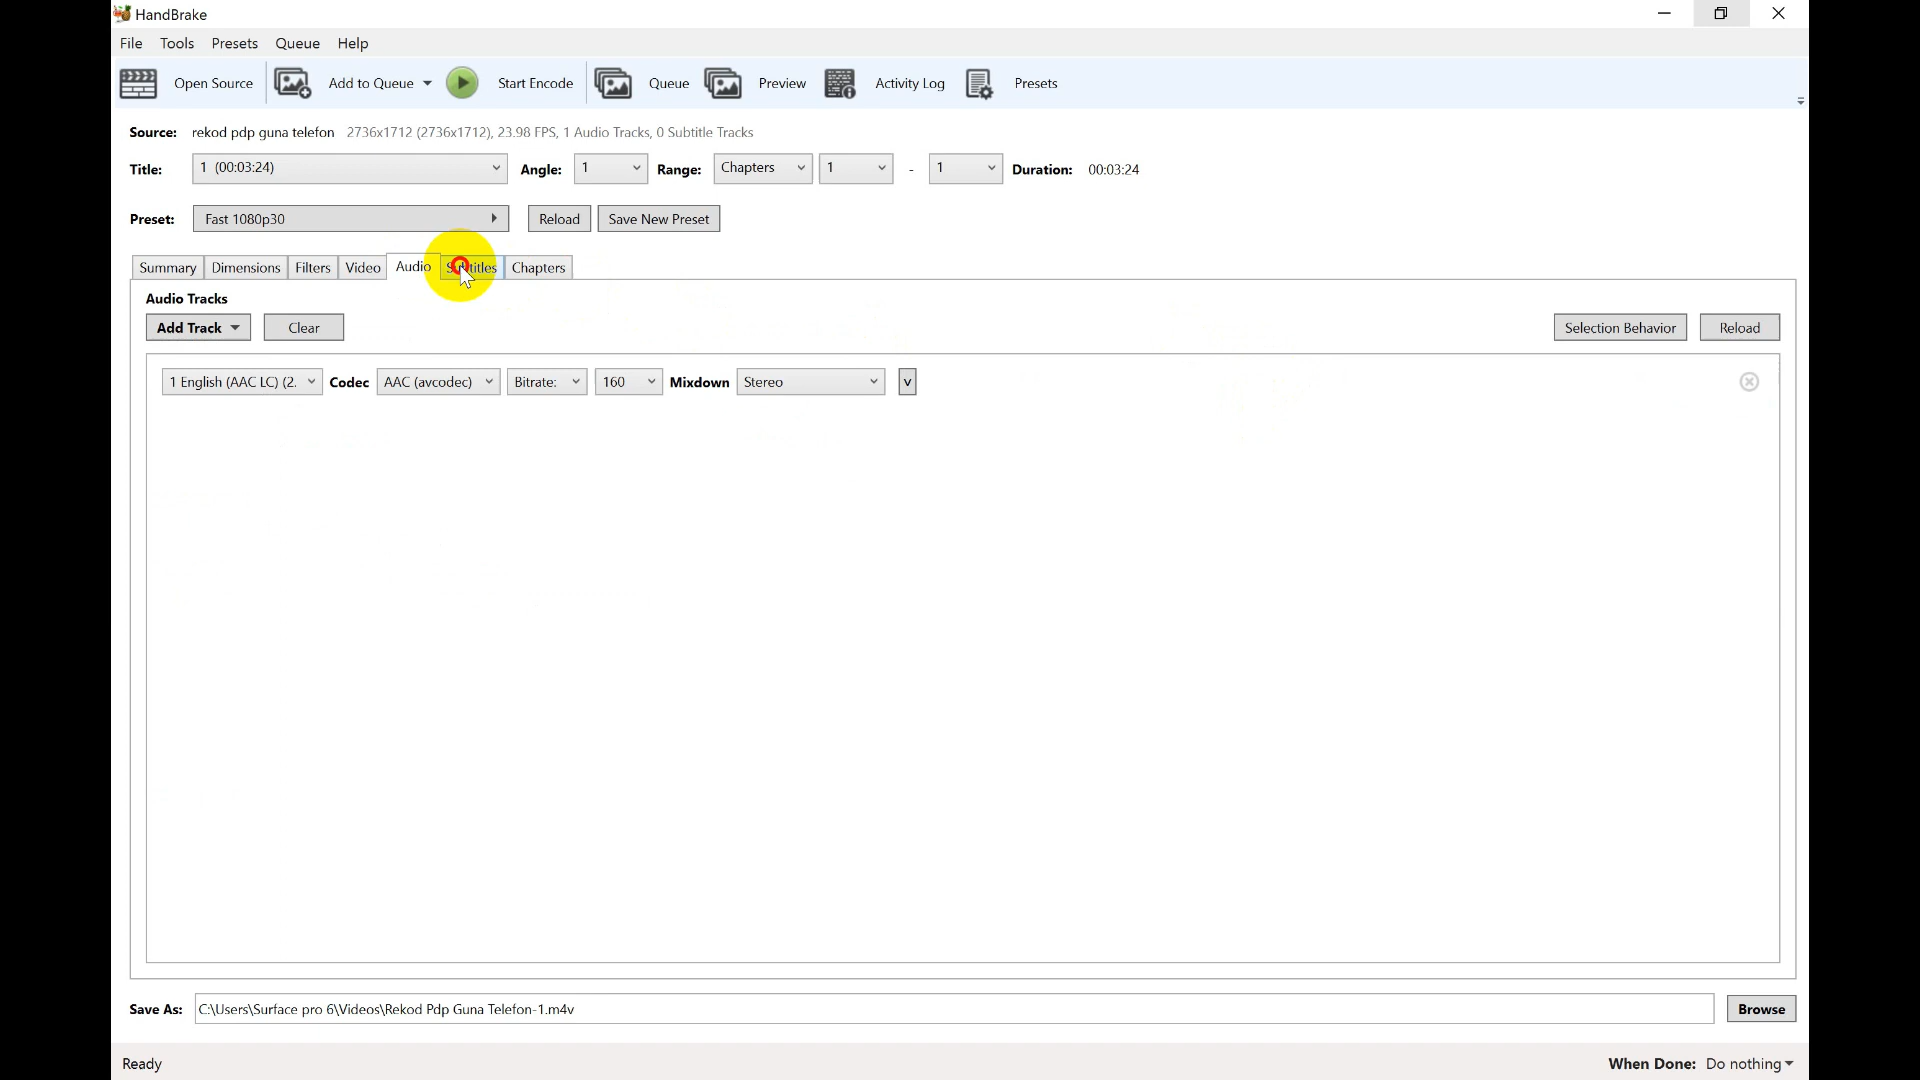 HandBrake
File Tools Presets Queue Help
Open Source Add to Queue Start Encode Queue Preview Activity Log Presets
Source: rekod pdp guna telefon 2736x1712 (2736x1712), 23.98 FPS, 1 Audio Tracks, 0 Subtitle Tracks
Title: 1 (00:03:24) Angle: 1 Range: Chapters 1 - 1 Duration: 00:03:24
Preset: Fast 1080p30 Reload Save New Preset
Summary Dimensions Filters Video Audio Subtitles Chapters
Audio Tracks
Add Track Clear Selection Behavior Reload
1 English (AAC LC) (2. Codec AAC (avcodec) Bitrate: 160 Mixdown Stereo v
Save As: C:\Users\Surface pro 6\Videos\Rekod Pdp Guna Telefon-1.m4v Browse
Ready When Done: Do nothing